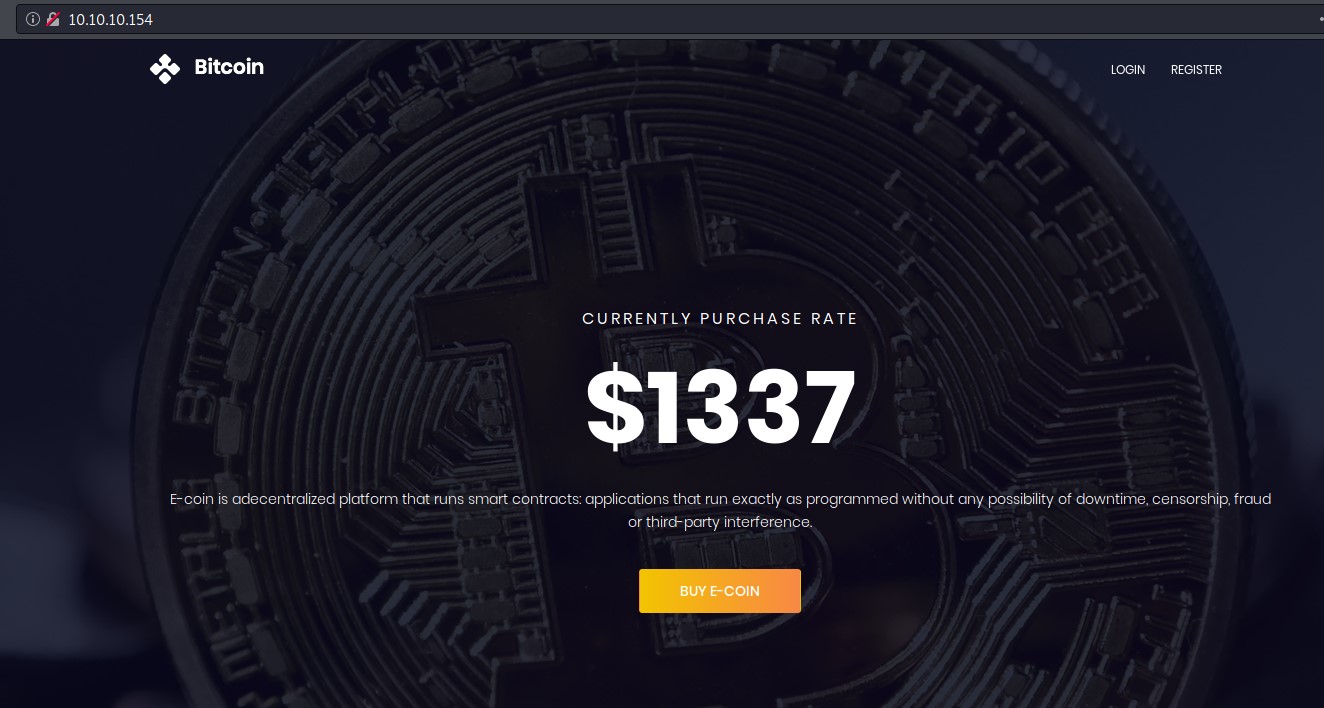 10.10.10.154
Bitcoin
LOGIN REGISTER
CURRENTLY PURCHASE RATE
$1337
E-coin is adecentralized platform that runs smart contracts: applications that run exactly as programmed without any possibility of downtime, censorship, fraud
or third-party interference.
BUY E-COIN